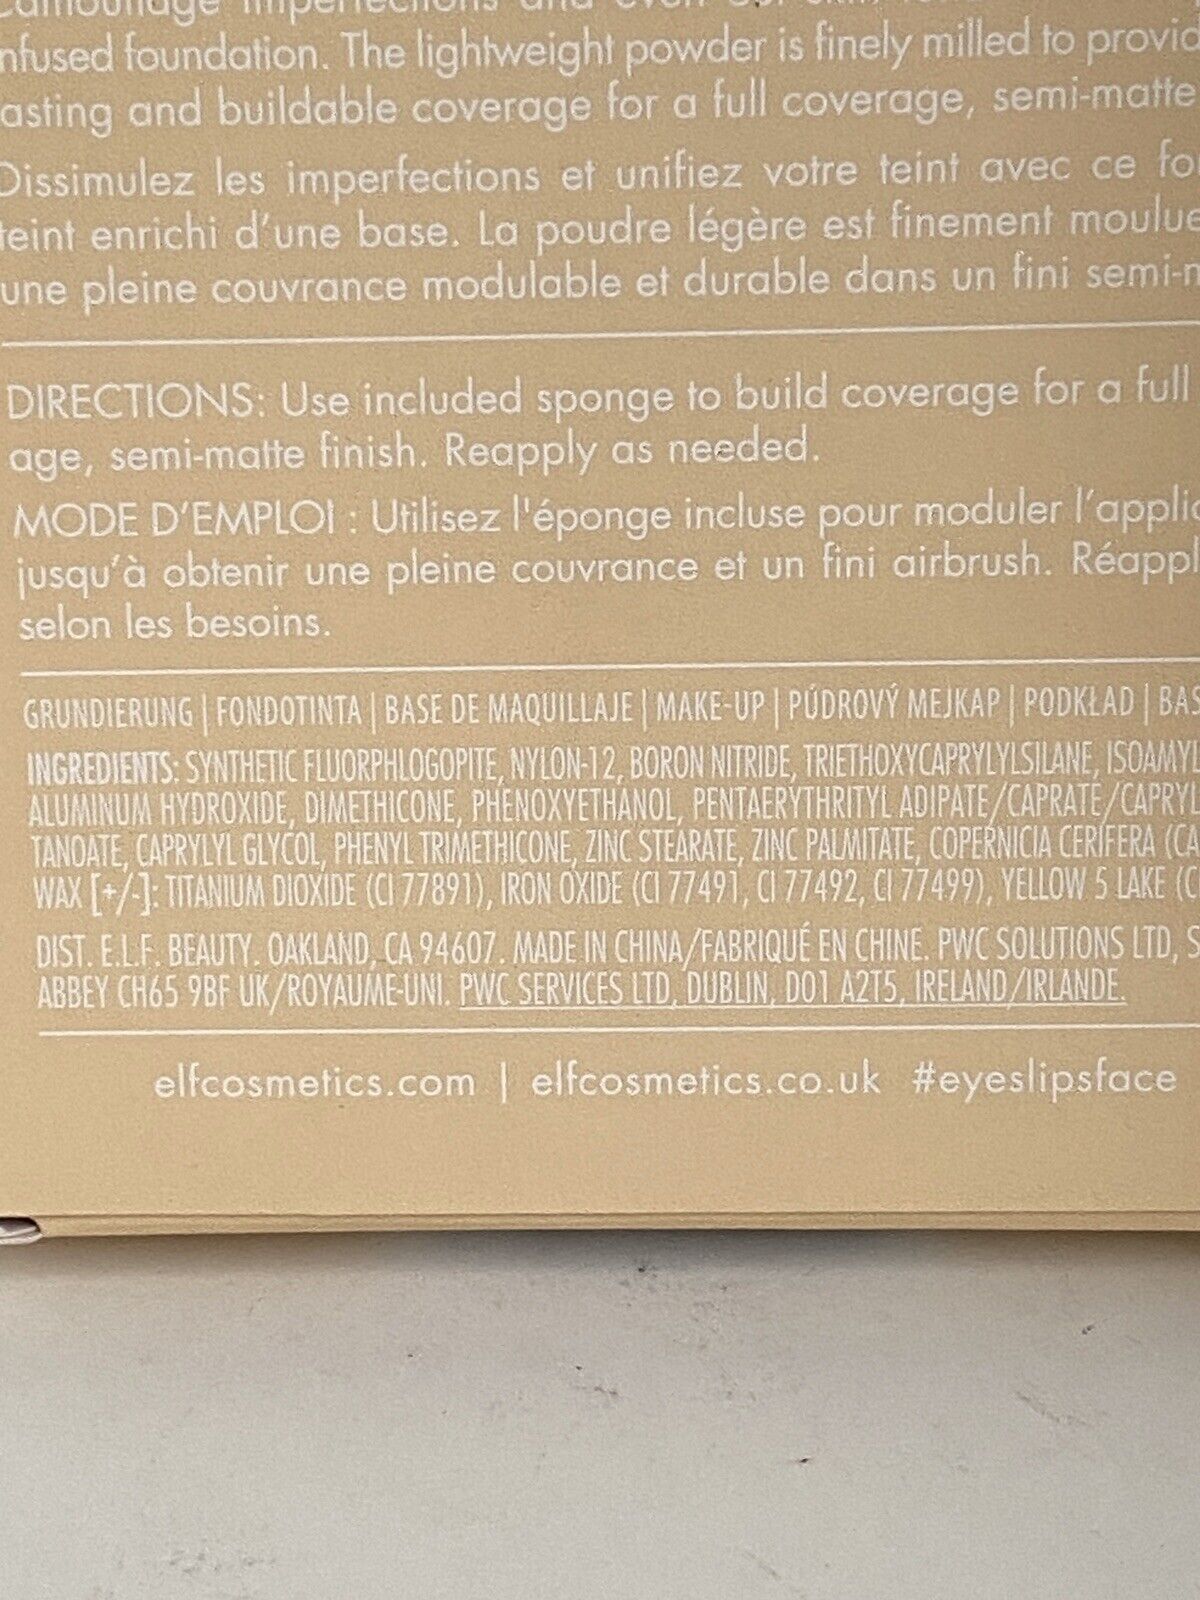 Camouflage imperfections and even out skin
nfused foundation. The lightweight powder is finely milled to provid
asting and buildable coverage for a full coverage, semi-matte
Dissimulez les imperfections et unifiez votre teint avec ce fo
teint enrichi d'une base. La poudre légère est finement moulue
une pleine couvrance modulable et durable dans un fini semi-m
DIRECTIONS: Use included sponge to build coverage for a full
age, semi-matte finish. Reapply as needed.
MODE D'EMPLOI : Utilisez l'éponge incluse pour moduler l'applic
jusqu'à obtenir une pleine couvrance et un fini airbrush. Réappl
selon les besoins.
GRUNDIERUNG | FONDOTINTA | BASE DE MAQUILLAJE | MAKE-UP | PÚDROVÝ MEJKAP | PODKŁAD | BAS
INGREDIENTS: SYNTHETIC FLUORPHLOGOPITE, NYLON-12, BORON NITRIDE, TRIETHOXYCAPRYLYLSILANE, ISOAMYL
ALUMINUM HYDROXIDE, DIMETHICONE, PHENOXYETHANOL, PENTAERYTHRITYL ADIPATE/CAPRATE/CAPRYL
TANOATE, CAPRYLYL GLYCOL, PHENYL TRIMETHICONE, ZINC STEARATE, ZINC PALMITATE, COPERNICIA CERIFERA (CA
WAX [+/-]: TITANIUM DIOXIDE (CI 77891), IRON OXIDE (CI 77491, CI 77492, CI 77499), YELLOW 5 LAKE (C
DIST. E.L.F. BEAUTY. OAKLAND, CA 94607. MADE IN CHINA/FABRIQUÉ EN CHINE. PWC SOLUTIONS LTD, S
ABBEY CH65 9BF UK/ROYAUME-UNI. PWC SERVICES LTD, DUBLIN, D01 A2T5, IRELAND/IRLANDE.
elfcosmetics.com | elfcosmetics.co.uk #eyeslipsface